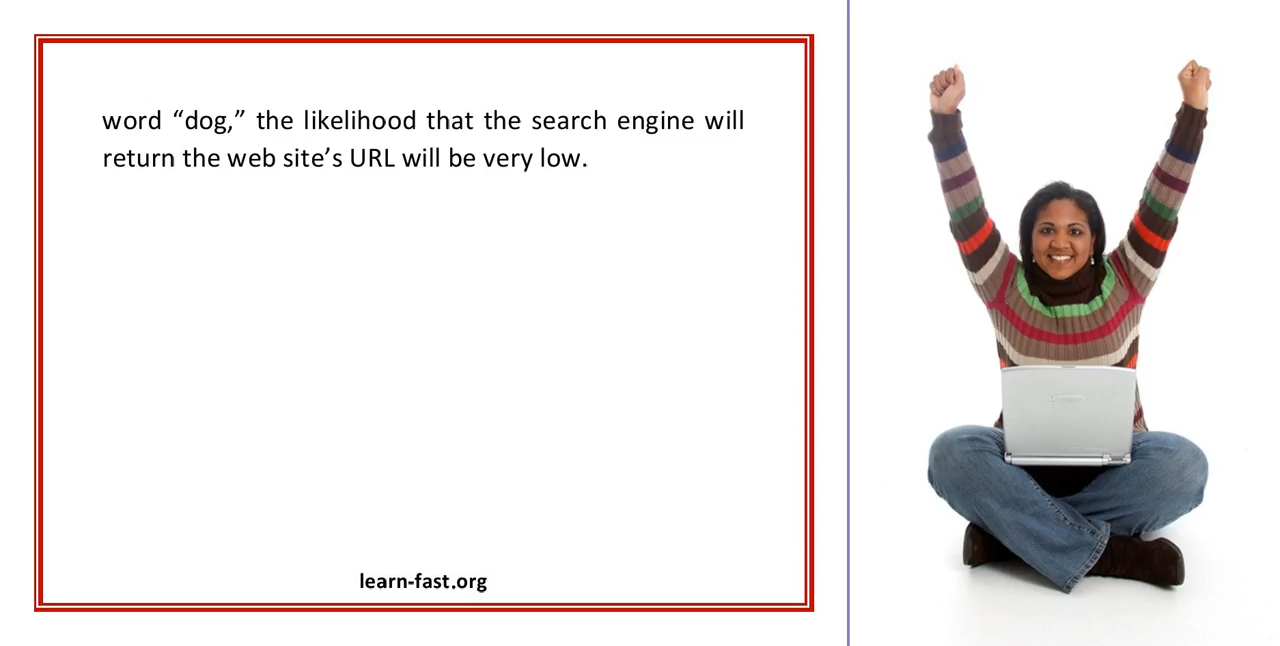 word “dog,” the likelihood that the search engine will
return the web site’s URL will be very low.
learn-fast.org